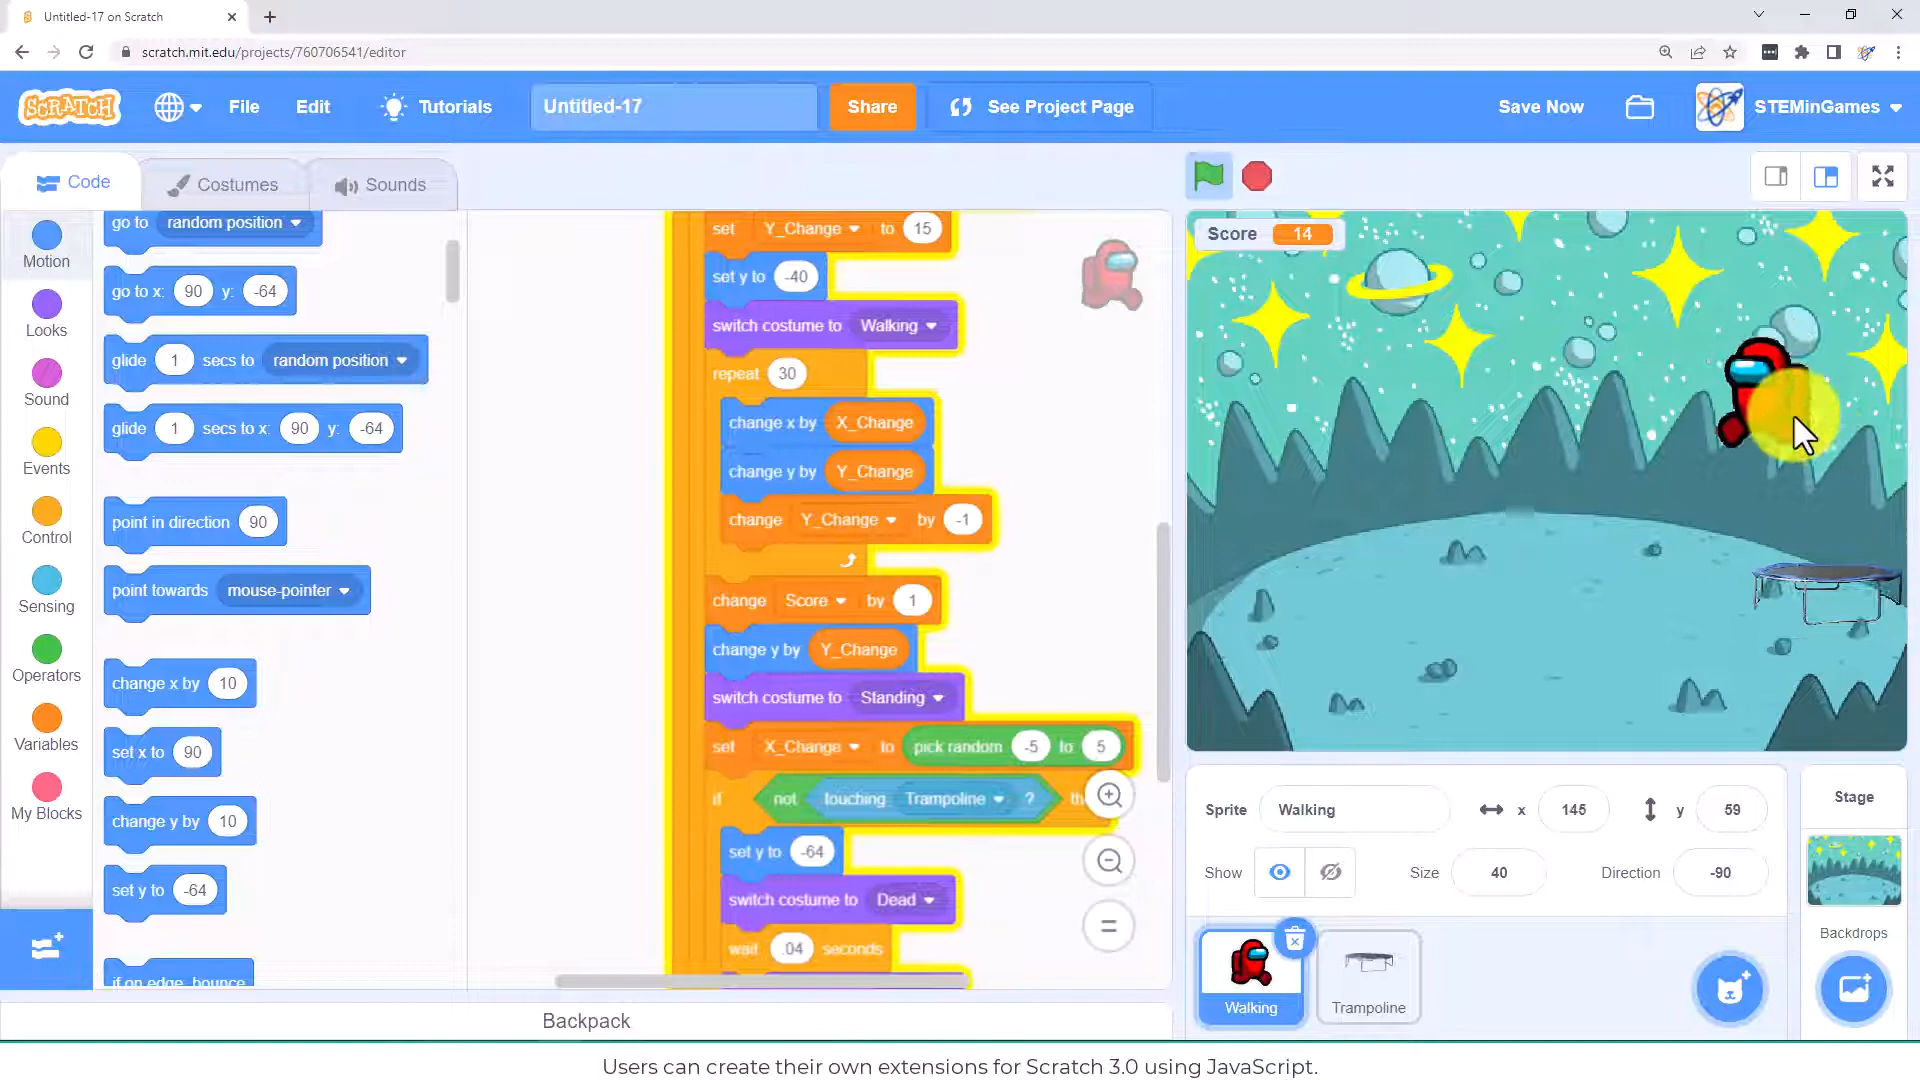 Untitled-17 on Scratch
scratch.mit.edu/projects/760706541/editor
SCRATCH
File
Edit
Tutorials
Untitled-17
Share
See Project Page
Save Now
STEMinGames
Code
Costumes
Sounds
Motion
Looks
Sound
Events
Control
Sensing
Operators
Variables
My Blocks
go to random position
go to x: 90 y: -64
glide 1 secs to random position
glide 1 secs to x: 90 y: -64
point in direction 90
point towards mouse-pointer
change x by 10
set x to 90
change y by 10
set y to -64
if on edge, bounce
set Y_Change to 15
set y to -40
switch costume to Walking
repeat 30
change x by X_Change
change y by Y_Change
change Y_Change by -1
change Score by 1
change y by Y_Change
switch costume to Standing
set X_Change to pick random -5 to 5
if not touching Trampoline ? th
set y to -64
switch costume to Dead
wait .04 seconds
Score 14
Sprite Walking x 145 y 59
Show Size 40 Direction -90
Walking
Trampoline
Stage
Backdrops
Backpack
Users can create their own extensions for Scratch 3.0 using JavaScript.